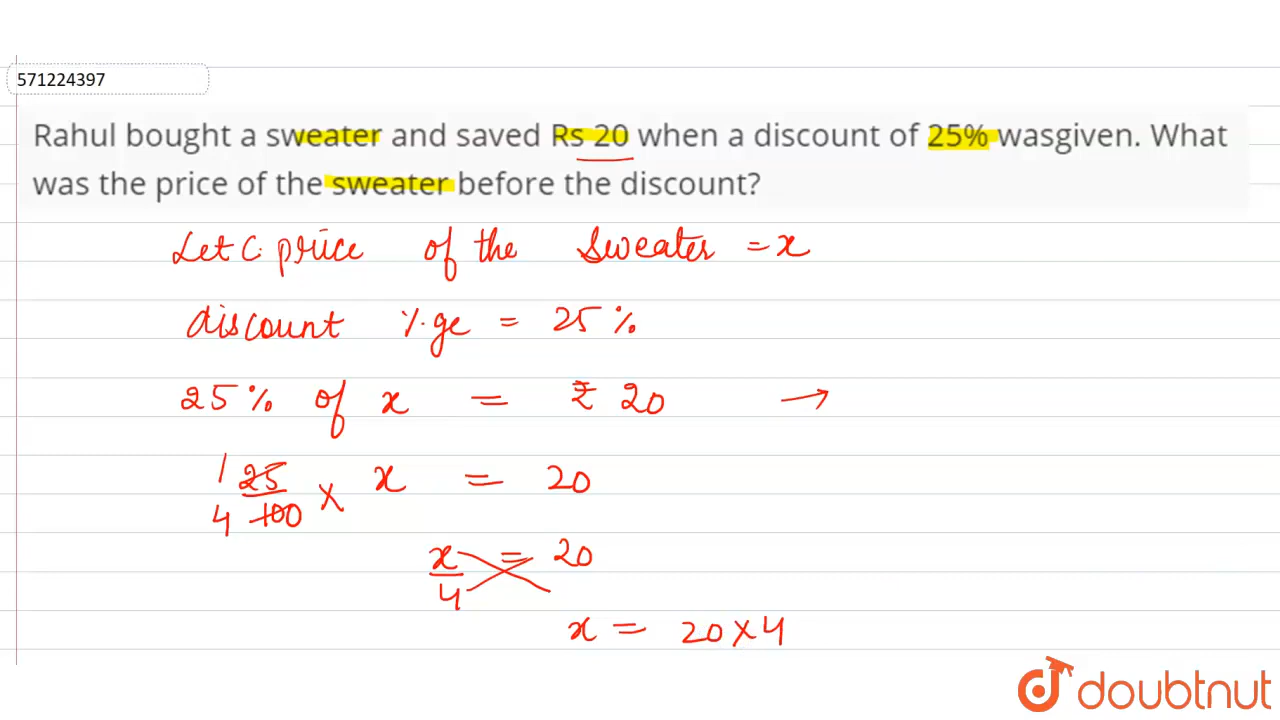 571224397
Rahul bought a sweater and saved Rs 20 when a discount of 25% wasgiven. What
was the price of the sweater before the discount?
Let C. price of the sweater = x
discount %.ge = 25%
25% of x = ₹ 20 →
1 25/4 100 × x = 20
x/4 = 20
x = 20 × 4
doubtnut